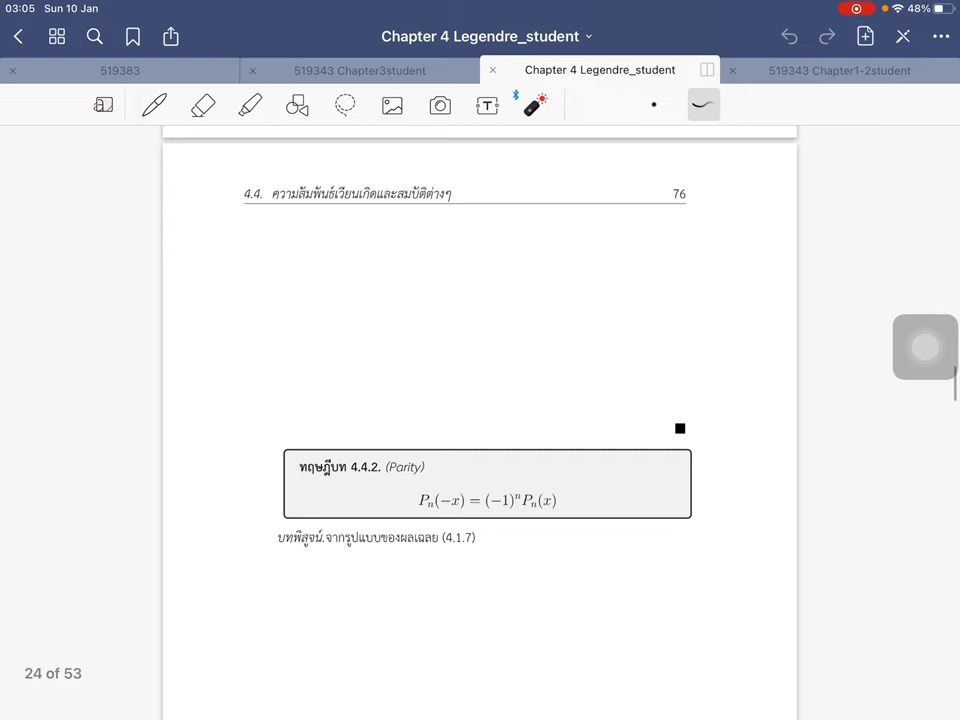 03:05 Sun 10 Jan
48%
Chapter 4 Legendre_student
519383
519343 Chapter3student
Chapter 4 Legendre_student
519343 Chapter1-2student
T
4.4. ความสัมพันธ์เวียนเกิดและสมบัติต่างๆ 76
ทฤษฎีบท 4.4.2. (Parity)
Pₙ(−x) = (−1)ⁿPₙ(x)
บทพิสูจน์.จากรูปแบบของผลเฉลย (4.1.7)
24 of 53